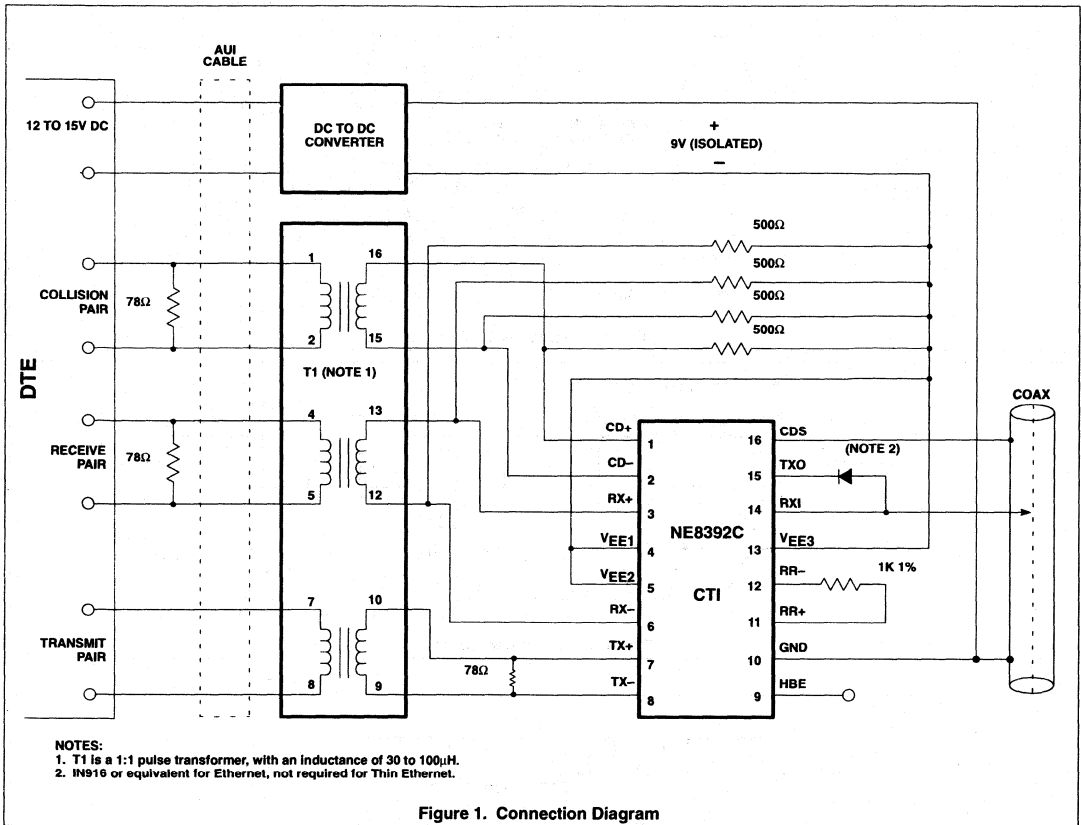 AUI
CABLE
12 TO 15V DC
DC TO DC
CONVERTER
+
9V (ISOLATED)
–
500Ω
500Ω
500Ω
500Ω
DTE
COLLISION
PAIR
78Ω
1
2
16
15
T1 (NOTE 1)
RECEIVE
PAIR
78Ω
4
5
13
12
TRANSMIT
PAIR
7
8
10
9
78Ω
CD+
1
CD–
2
RX+
3
VEE1
4
VEE2
5
RX–
6
TX+
7
TX–
8
NE8392C
CTI
16
CDS
15
TXO
(NOTE 2)
14
RXI
13
VEE3
12
RR–
1K 1%
11
RR+
10
GND
9
HBE
COAX
NOTES:
1. T1 is a 1:1 pulse transformer, with an inductance of 30 to 100μH.
2. IN916 or equivalent for Ethernet, not required for Thin Ethernet.
Figure 1. Connection Diagram